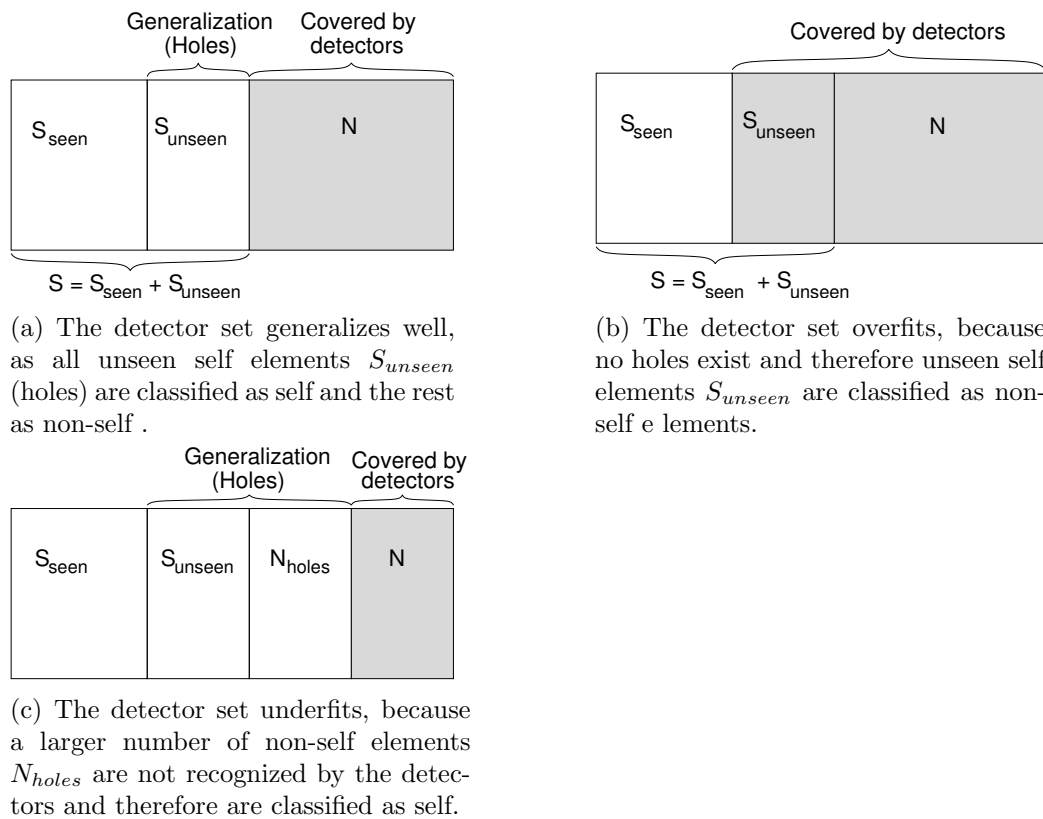 Generalization
(Holes)
Covered by
detectors
S_seen
S_unseen
N
S = S_seen + S_unseen
(a) The detector set generalizes well,
as all unseen self elements S_unseen
(holes) are classified as self and the rest
as non-self .
Covered by detectors
S_seen
S_unseen
N
S = S_seen + S_unseen
(b) The detector set overfits, because
no holes exist and therefore unseen self
elements S_unseen are classified as non-
self e lements.
Generalization
(Holes)
Covered by
detectors
S_seen
S_unseen
N_holes
N
(c) The detector set underfits, because
a larger number of non-self elements
N_holes are not recognized by the detec-
tors and therefore are classified as self.